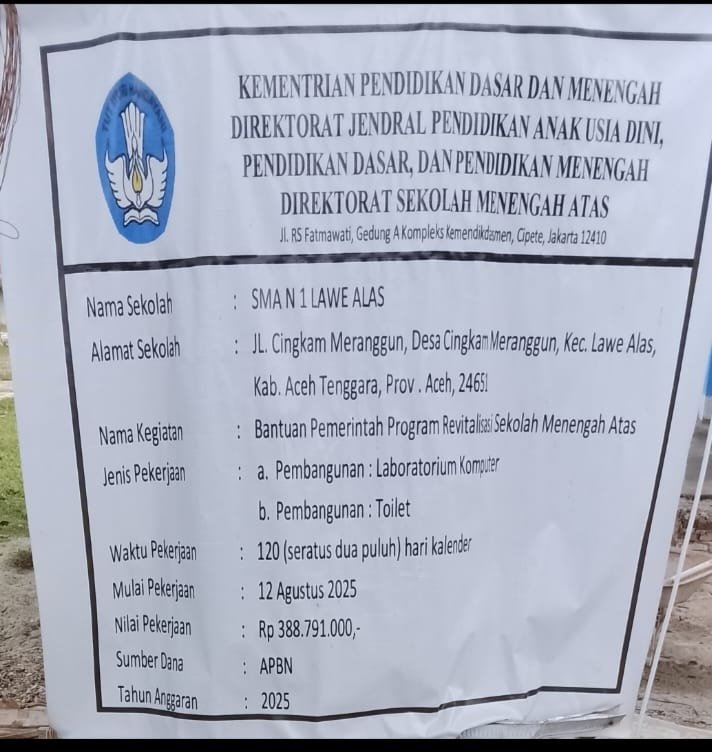 TUT WURI HANDAYANI
KEMENTRIAN PENDIDIKAN DASAR DAN MENENGAH
DIREKTORAT JENDRAL PENDIDIKAN ANAK USIA DINI,
PENDIDIKAN DASAR, DAN PENDIDIKAN MENENGAH
DIREKTORAT SEKOLAH MENENGAH ATAS
Jl. RS Fatmawati, Gedung A Kompleks Kemendikdasmen, Cipete, Jakarta 12410
Nama Sekolah : SMA N 1 LAWE ALAS
Alamat Sekolah : JL. Cingkam Meranggun, Desa Cingkam Meranggun, Kec. Lawe Alas,
Kab. Aceh Tenggara, Prov . Aceh, 24651
Nama Kegiatan : Bantuan Pemerintah Program Revitalisasi Sekolah Menengah Atas
Jenis Pekerjaan : a. Pembangunan : Laboratorium Komputer
b. Pembangunan : Toilet
Waktu Pekerjaan : 120 (seratus dua puluh) hari kalender
Mulai Pekerjaan : 12 Agustus 2025
Nilai Pekerjaan : Rp 388.791.000,-
Sumber Dana : APBN
Tahun Anggaran : 2025